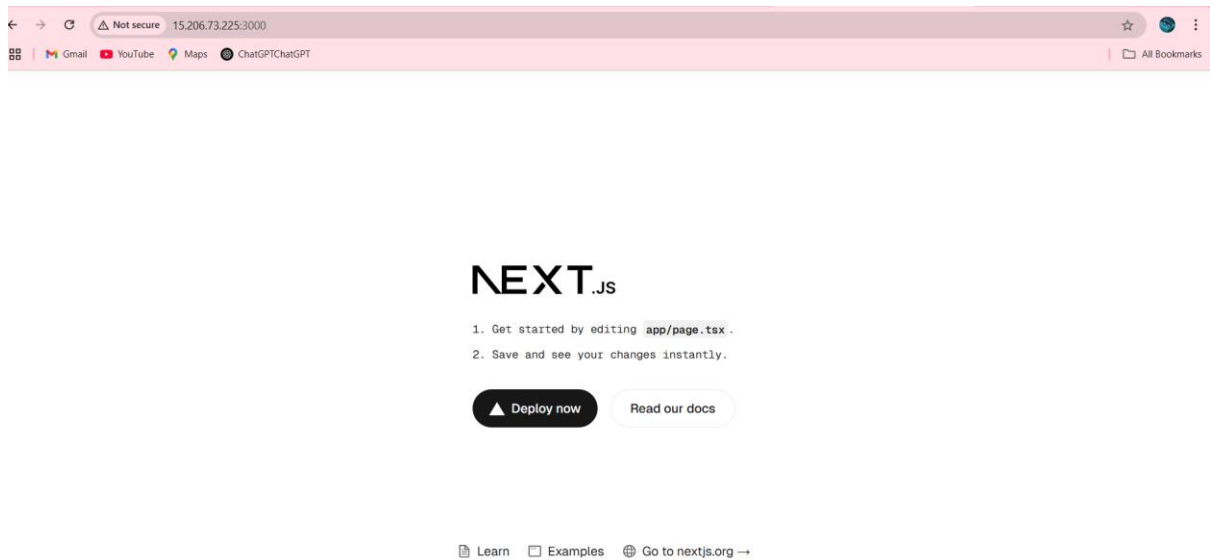 Not secure 15.206.73.225:3000
Gmail YouTube Maps ChatGPTChatGPT All Bookmarks
NEXT.JS
1. Get started by editing app/page.tsx.
2. Save and see your changes instantly.
Deploy now Read our docs
Learn Examples Go to nextjs.org →